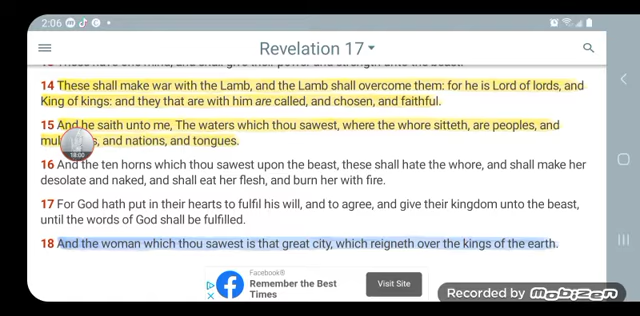 2:06
Revelation 17
14 These shall make war with the Lamb, and the Lamb shall overcome them: for he is Lord of lords, and
King of kings: and they that are with him are called, and chosen, and faithful.
15 And he saith unto me, The waters which thou sawest, where the whore sitteth, are peoples, and
and nations, and tongues.
18:00
16 And the ten horns which thou sawest upon the beast, these shall hate the whore, and shall make her
desolate and naked, and shall eat her flesh, and burn her with fire.
17 For God hath put in their hearts to fulfil his will, and to agree, and give their kingdom unto the beast,
until the words of God shall be fulfilled.
18 And the woman which thou sawest is that great city, which reigneth over the kings of the earth.
Facebook®
Remember the Best
Times
Visit Site
Recorded by MOBIZEN